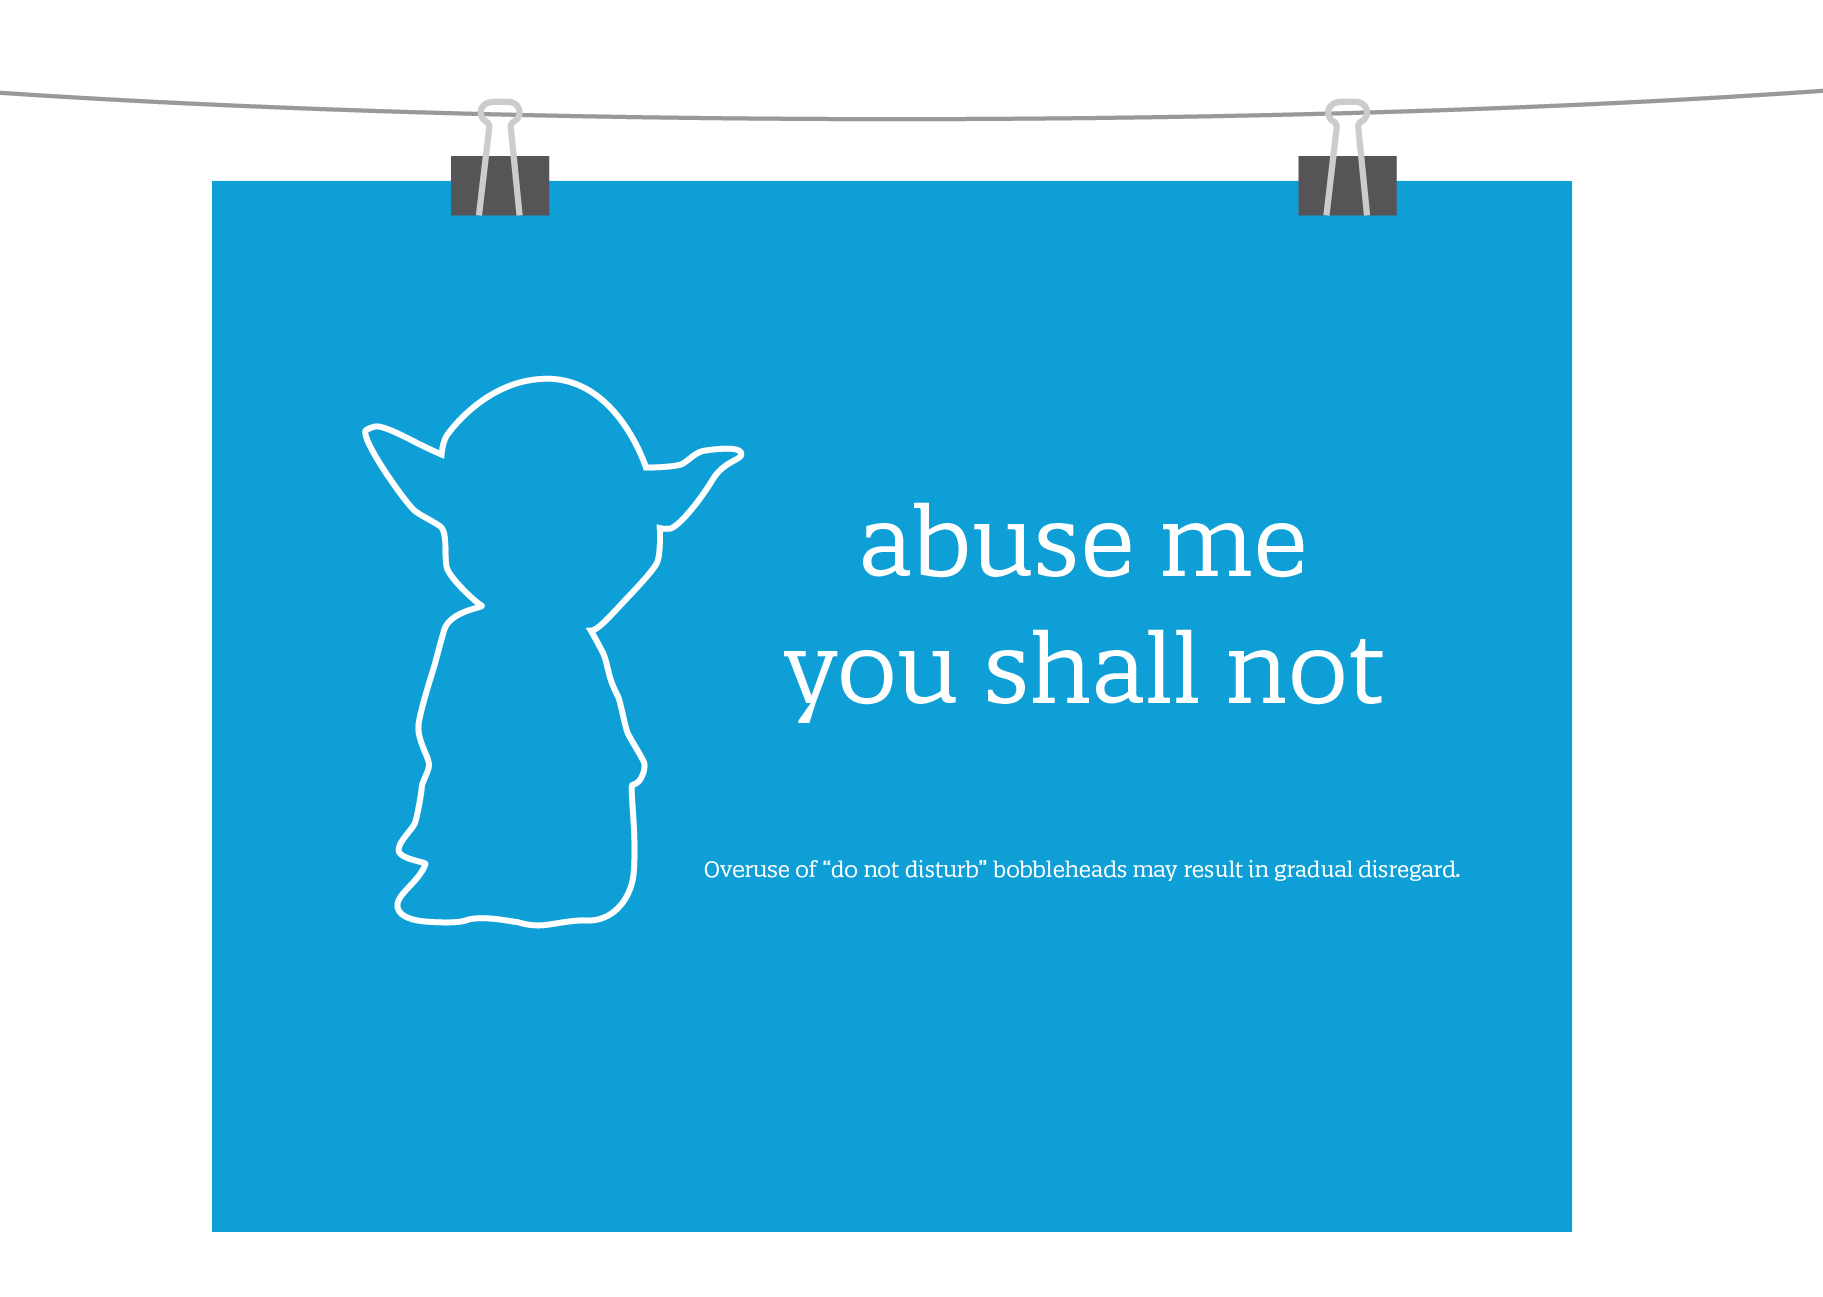 abuse me
you shall not
Overuse of “do not disturb” bobbleheads may result in gradual disregard.